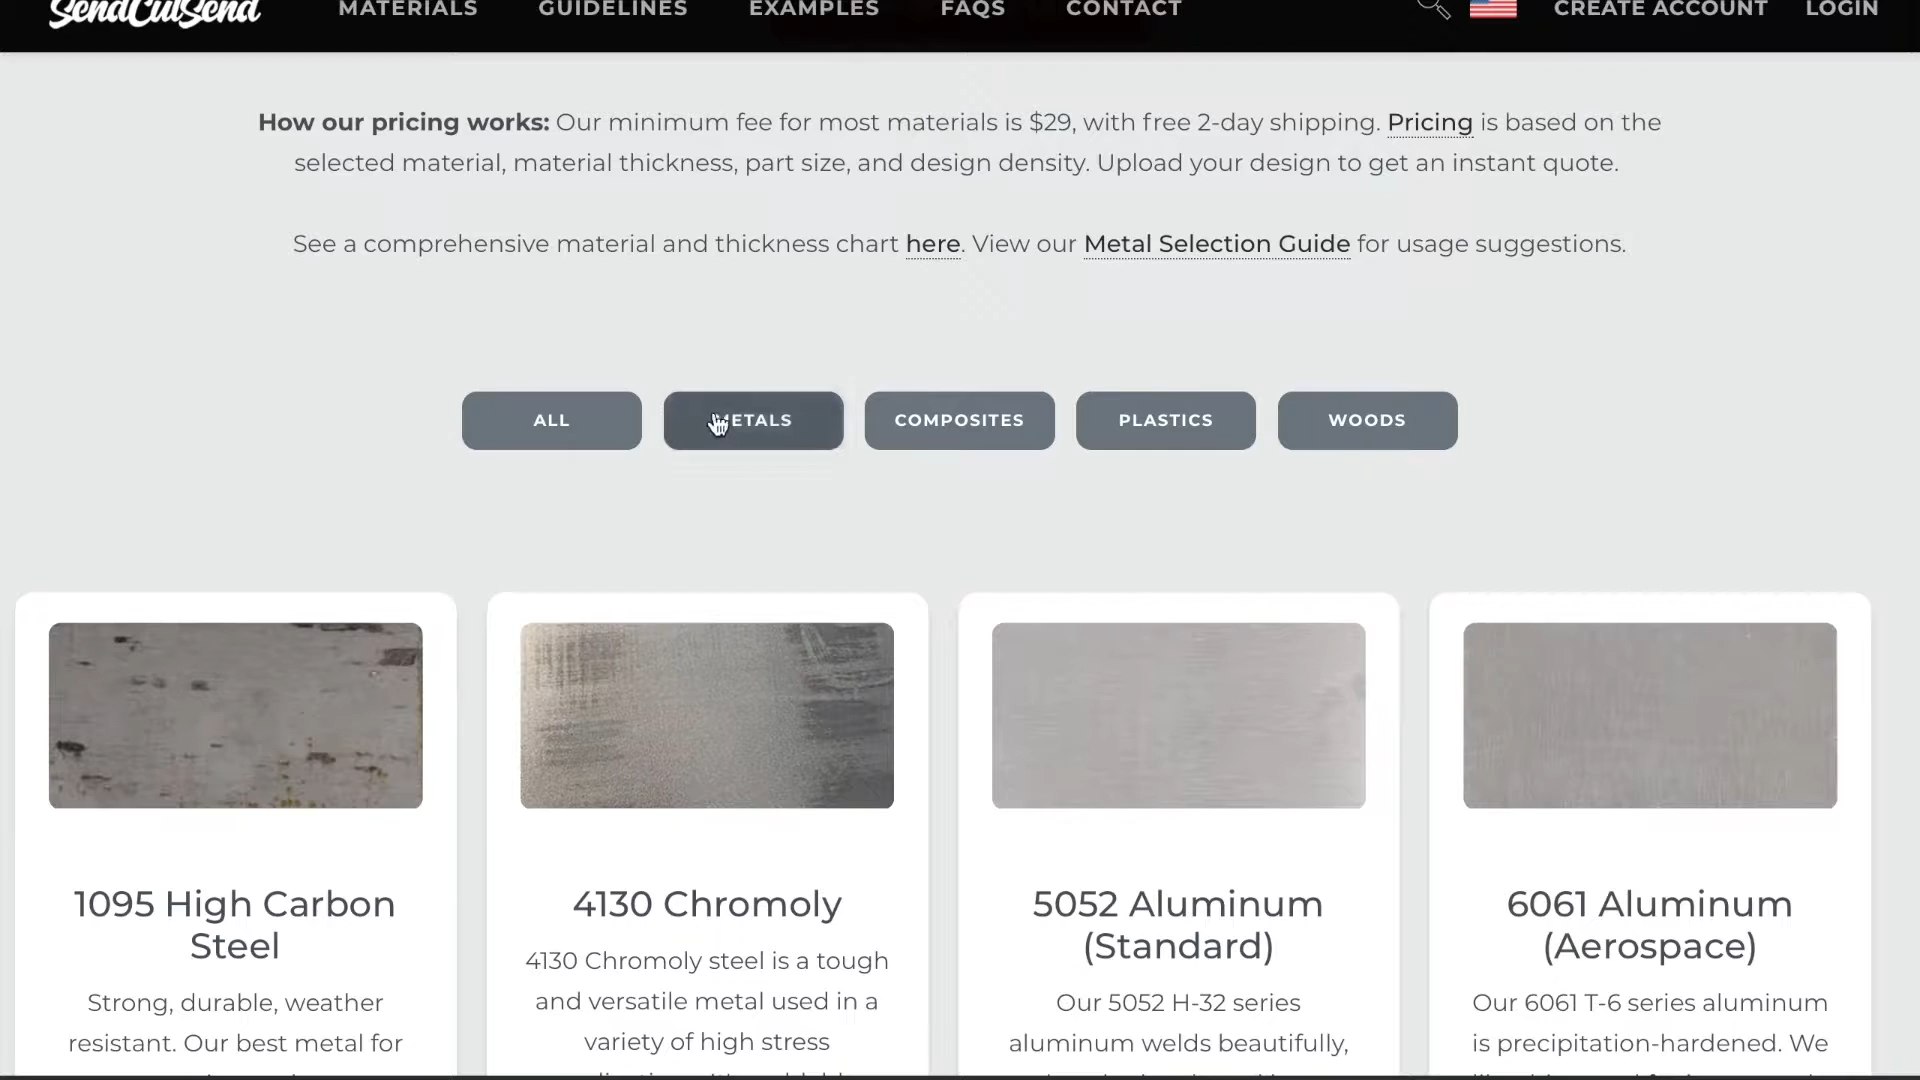 SendCutSend MATERIALS GUIDELINES EXAMPLES FAQS CONTACT CREATE ACCOUNT LOGIN
How our pricing works: Our minimum fee for most materials is $29, with free 2-day shipping. Pricing is based on the
selected material, material thickness, part size, and design density. Upload your design to get an instant quote.
See a comprehensive material and thickness chart here. View our Metal Selection Guide for usage suggestions.
ALL METALS COMPOSITES PLASTICS WOODS
1095 High Carbon
Steel
Strong, durable, weather
resistant. Our best metal for
4130 Chromoly
4130 Chromoly steel is a tough
and versatile metal used in a
variety of high stress
5052 Aluminum
(Standard)
Our 5052 H-32 series
aluminum welds beautifully,
6061 Aluminum
(Aerospace)
Our 6061 T-6 series aluminum
is precipitation-hardened. We